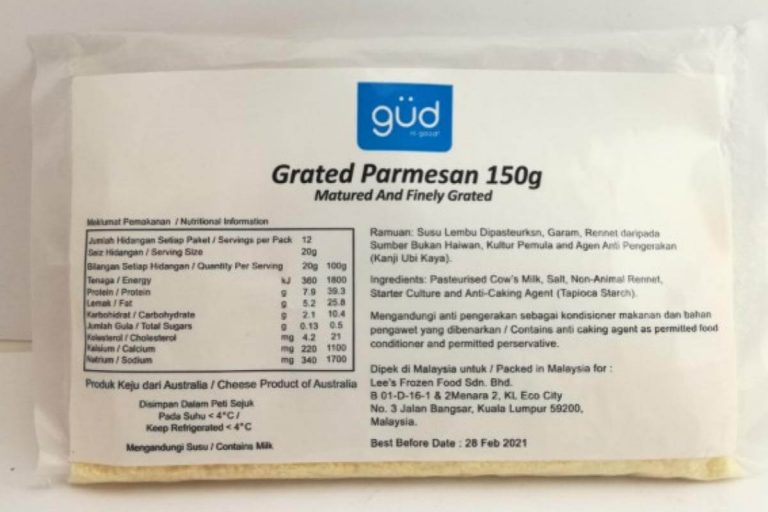 güd
Grated Parmesan 150g
Matured And Finely Grated
Maklumat Pemakanan / Nutritional Information
Jumlah Hidangan Setiap Paket / Servings per Pack 12
Saiz Hidangan / Serving Size 20g
Bilangan Setiap Hidangan / Quantity Per Serving 20g 100g
Tenaga / Energy kJ 360 1800
Protein / Protein g 7.9 39.3
Lemak / Fat g 5.2 25.8
Karbohidrat / Carbohydrate g 2.1 10.4
Jumlah Gula / Total Sugars g 0.13 0.5
Kolesterol / Cholesterol mg 4.2 21
Kalsium / Calcium mg 220 1100
Natrium / Sodium mg 340 1700
Produk Keju dari Australia / Cheese Product of Australia
Disimpan Dalam Peti Sejuk
Pada Suhu < 4°C /
Keep Refrigerated < 4°C
Mengandungi Susu / Contains Milk
Ramuan: Susu Lembu Dipasteurksn, Garam, Rennet daripada
Sumber Bukan Haiwan, Kultur Pemula and Agen Anti Pengerakan
(Kanji Ubi Kaya).
Ingredients: Pasteurised Cow's Milk, Salt, Non-Animal Rennet,
Starter Culture and Anti-Caking Agent (Tapioca Starch).
Mengandungi anti pengerakan sebagai kondisioner makanan dan bahan
pengawet yang dibenarkan / Contains anti caking agent as permitted food
conditioner and permitted perservative.
Dipek di Malaysia untuk / Packed in Malaysia for :
Lee's Frozen Food Sdn. Bhd.
B 01-D-16-1 & 2Menara 2, KL Eco City
No. 3 Jalan Bangsar, Kuala Lumpur 59200,
Malaysia.
Best Before Date : 28 Feb 2021